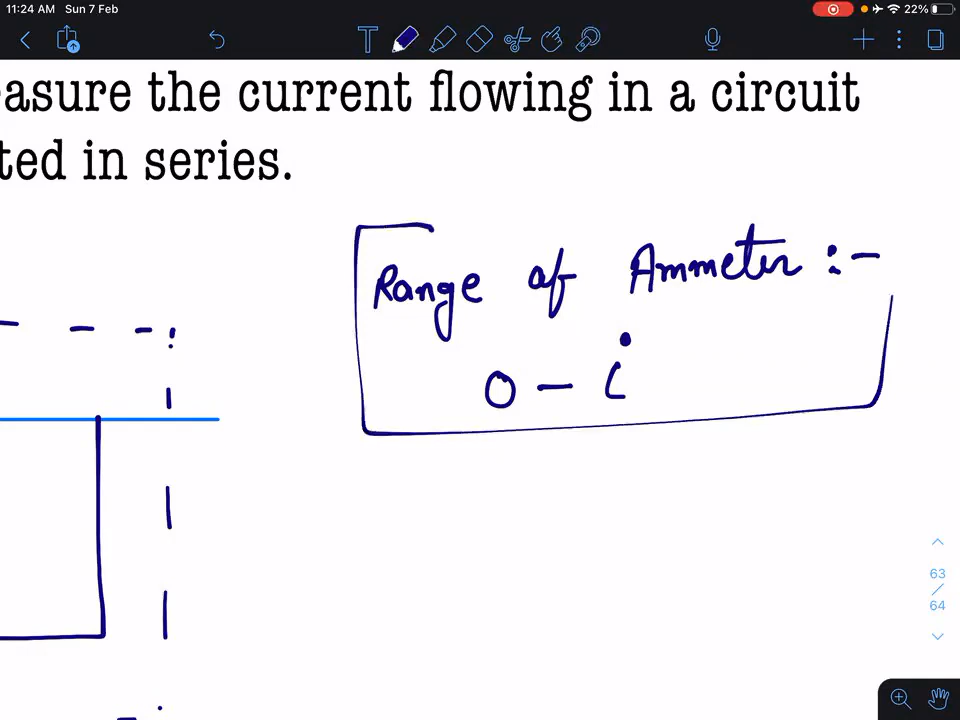 11:24 AM Sun 7 Feb
22%
asure the current flowing in a circuit
ted in series.
Range of Ammeter :-
0 - i
63
/
64